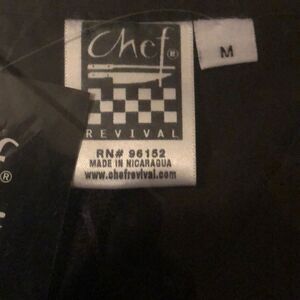 Chef®
M
REVIVAL
RN# 96152
MADE IN NICARAGUA
www.chefrevival.com
f
®